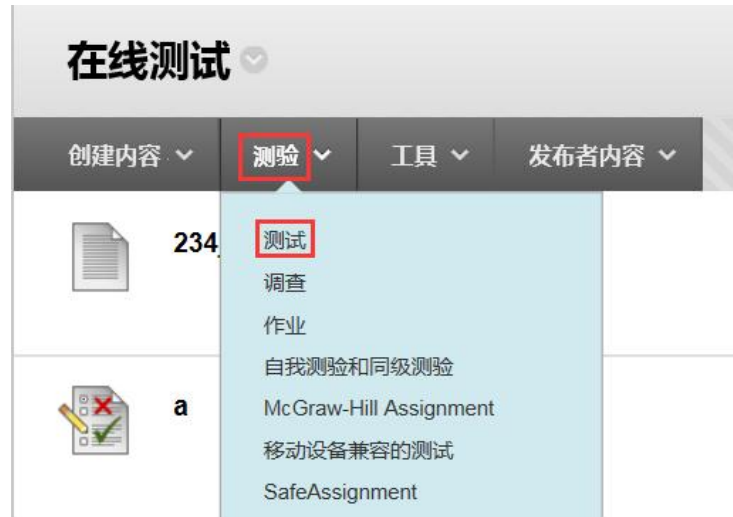 在线测试
创建内容 测验 工具 发布者内容
234_
测试
调查
作业
自我测验和同级测验
a
McGraw-Hill Assignment
移动设备兼容的测试
SafeAssignment